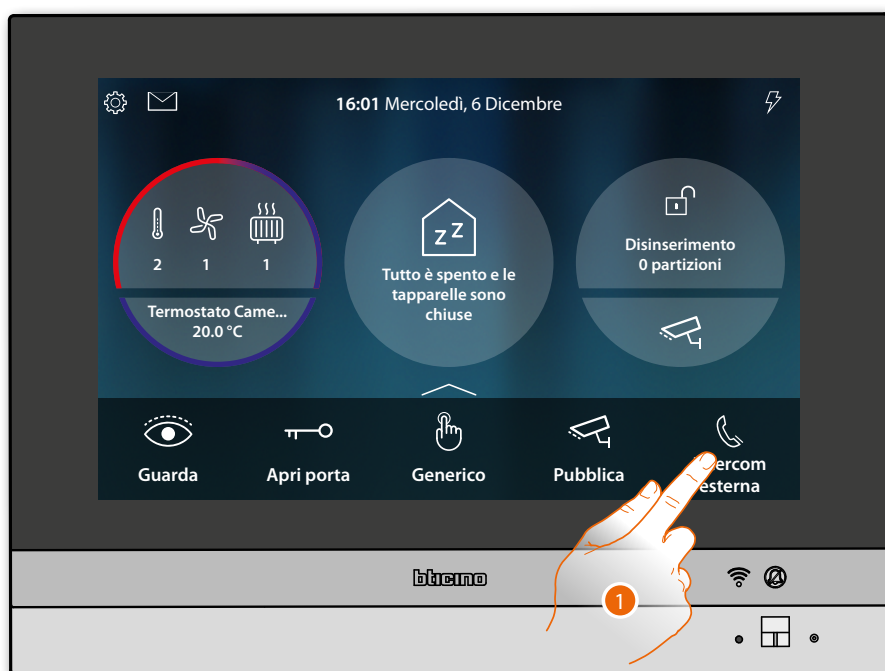 16:01 Mercoledì, 6 Dicembre
2 1 1
Termostato Came...
20.0 °C
Tutto è spento e le
tapparelle sono
chiuse
Disinserimento
0 partizioni
Guarda
Apri porta
Generico
Pubblica
esterna
bticino
1